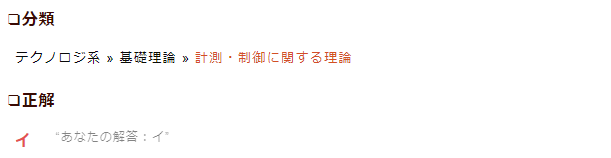 ❏分類
テクノロジ系 » 基礎理論 » 計測・制御に関する理論
❏正解
イ “あなたの解答：イ”